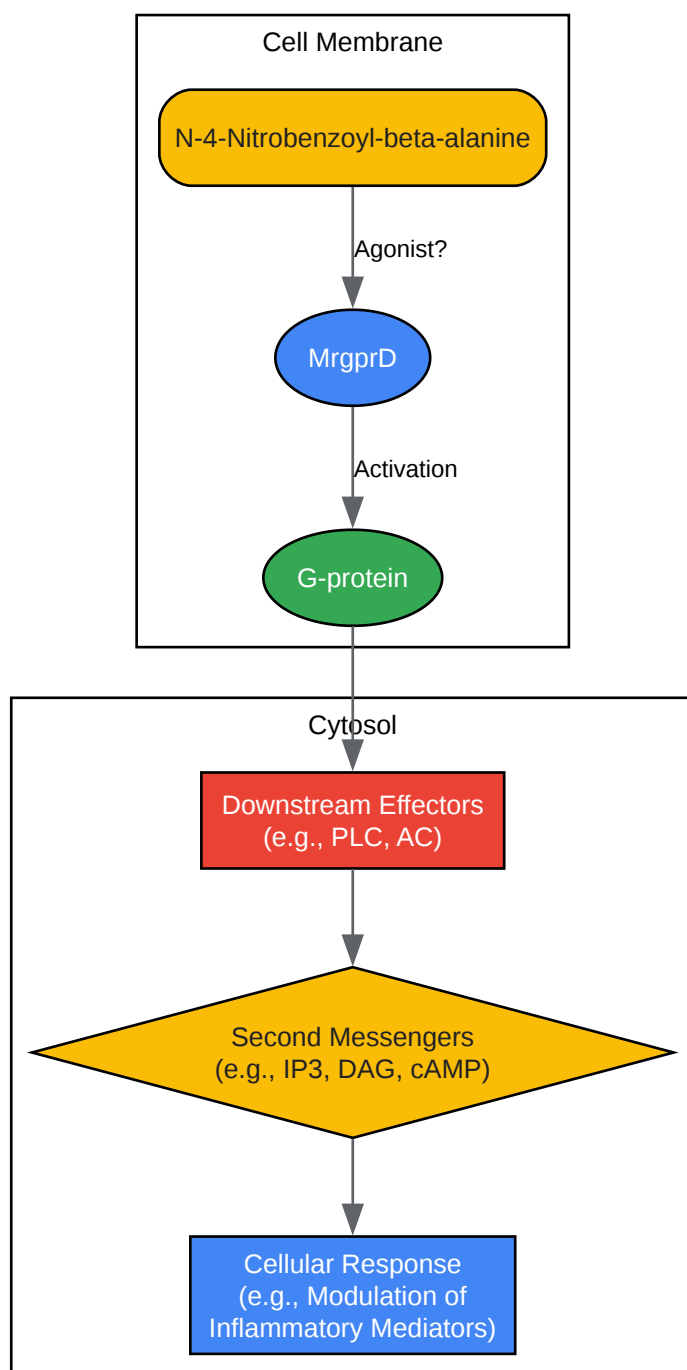 Cell Membrane
N-4-Nitrobenzoyl-beta-alanine
Agonist?
MrgprD
Activation
G-protein
Cytosol
Downstream Effectors
(e.g., PLC, AC)
Second Messengers
(e.g., IP3, DAG, cAMP)
Cellular Response
(e.g., Modulation of
Inflammatory Mediators)